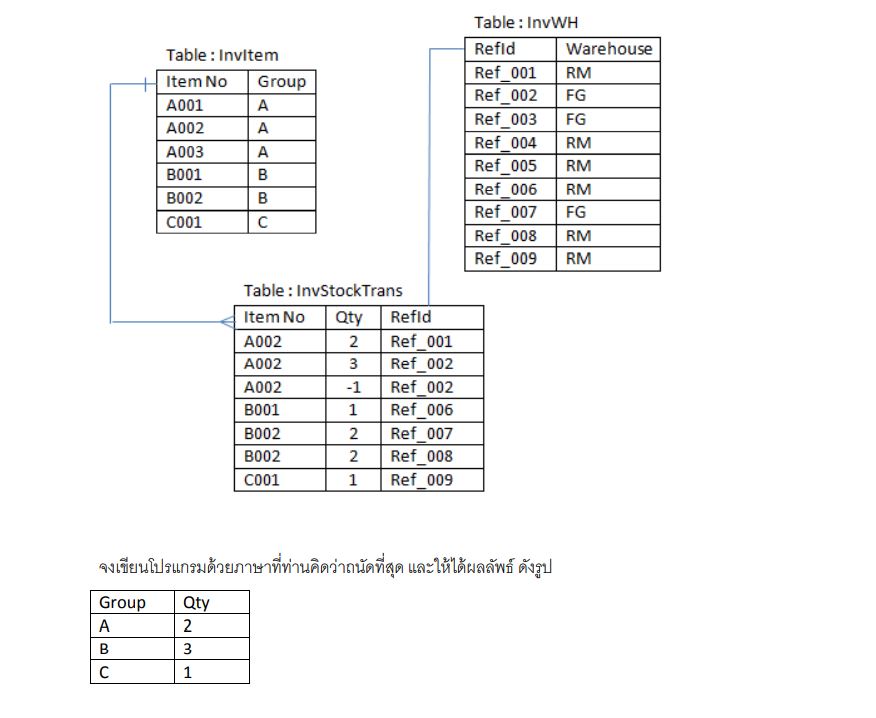 Table : InvWH
RefId Warehouse
Ref_001 RM
Ref_002 FG
Ref_003 FG
Ref_004 RM
Ref_005 RM
Ref_006 RM
Ref_007 FG
Ref_008 RM
Ref_009 RM
Table : InvItem
Item No Group
A001 A
A002 A
A003 A
B001 B
B002 B
C001 C
Table : InvStockTrans
Item No Qty RefId
A002 2 Ref_001
A002 3 Ref_002
A002 -1 Ref_002
B001 1 Ref_006
B002 2 Ref_007
B002 2 Ref_008
C001 1 Ref_009
จงเขียนโปรแกรมด้วยภาษาที่ท่านคิดว่าถนัดที่สุด และให้ได้ผลลัพธ์ ดังรูป
Group Qty
A 2
B 3
C 1